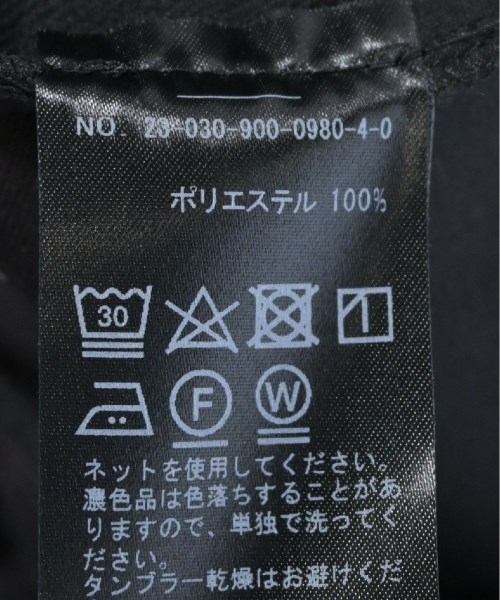 NO. 23-030-900-0980-4-0
ポリエステル 100%
30
F W
ネットを使用してください。
濃色品は色落ちすることがあ
りますので、単独で洗ってく
ださい。
タンブラー乾燥はお避けくだ